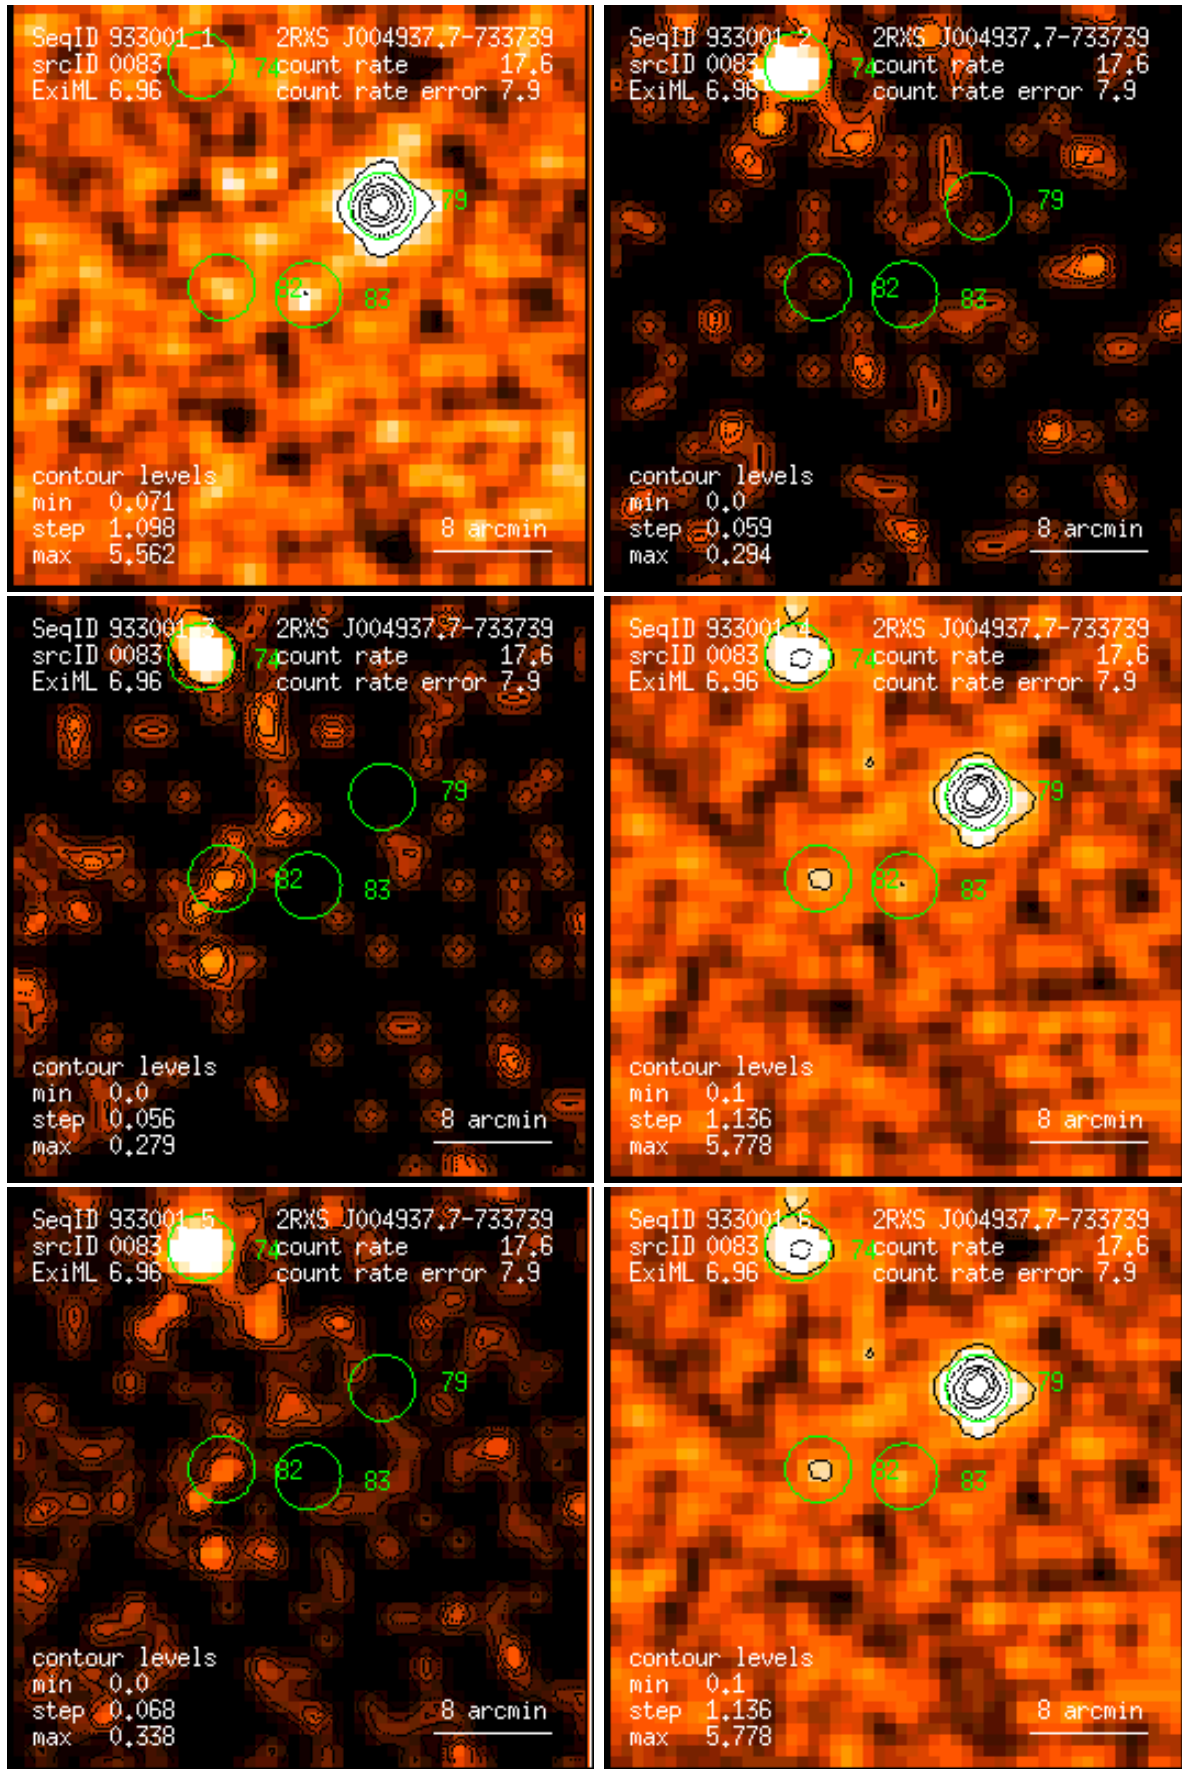 SeqID 933001_1 2RXS J004937.7-733739
srcID 0083 74 count rate 17.6
ExiML 6.96 count rate error 7.9
79
82 83
contour levels
min 0.071
step 1.098 8 arcmin
max 5.562
SeqID 933001_2 2RXS J004937.7-733739
srcID 0083 74 count rate 17.6
ExiML 6.96 count rate error 7.9
79
82 83
contour levels
min 0.0
step 0.059 8 arcmin
max 0.294
SeqID 933001_3 2RXS J004937.7-733739
srcID 0083 74 count rate 17.6
ExiML 6.96 count rate error 7.9
79
82 83
contour levels
min 0.0
step 0.056 8 arcmin
max 0.279
SeqID 933001_4 2RXS J004937.7-733739
srcID 0083 74 count rate 17.6
ExiML 6.96 count rate error 7.9
79
82 83
contour levels
min 0.1
step 1.136 8 arcmin
max 5.778
SeqID 933001_5 2RXS J004937.7-733739
srcID 0083 74 count rate 17.6
ExiML 6.96 count rate error 7.9
79
82 83
contour levels
min 0.0
step 0.068 8 arcmin
max 0.338
SeqID 933001_6 2RXS J004937.7-733739
srcID 0083 74 count rate 17.6
ExiML 6.96 count rate error 7.9
79
82 83
contour levels
min 0.1
step 1.136 8 arcmin
max 5.778